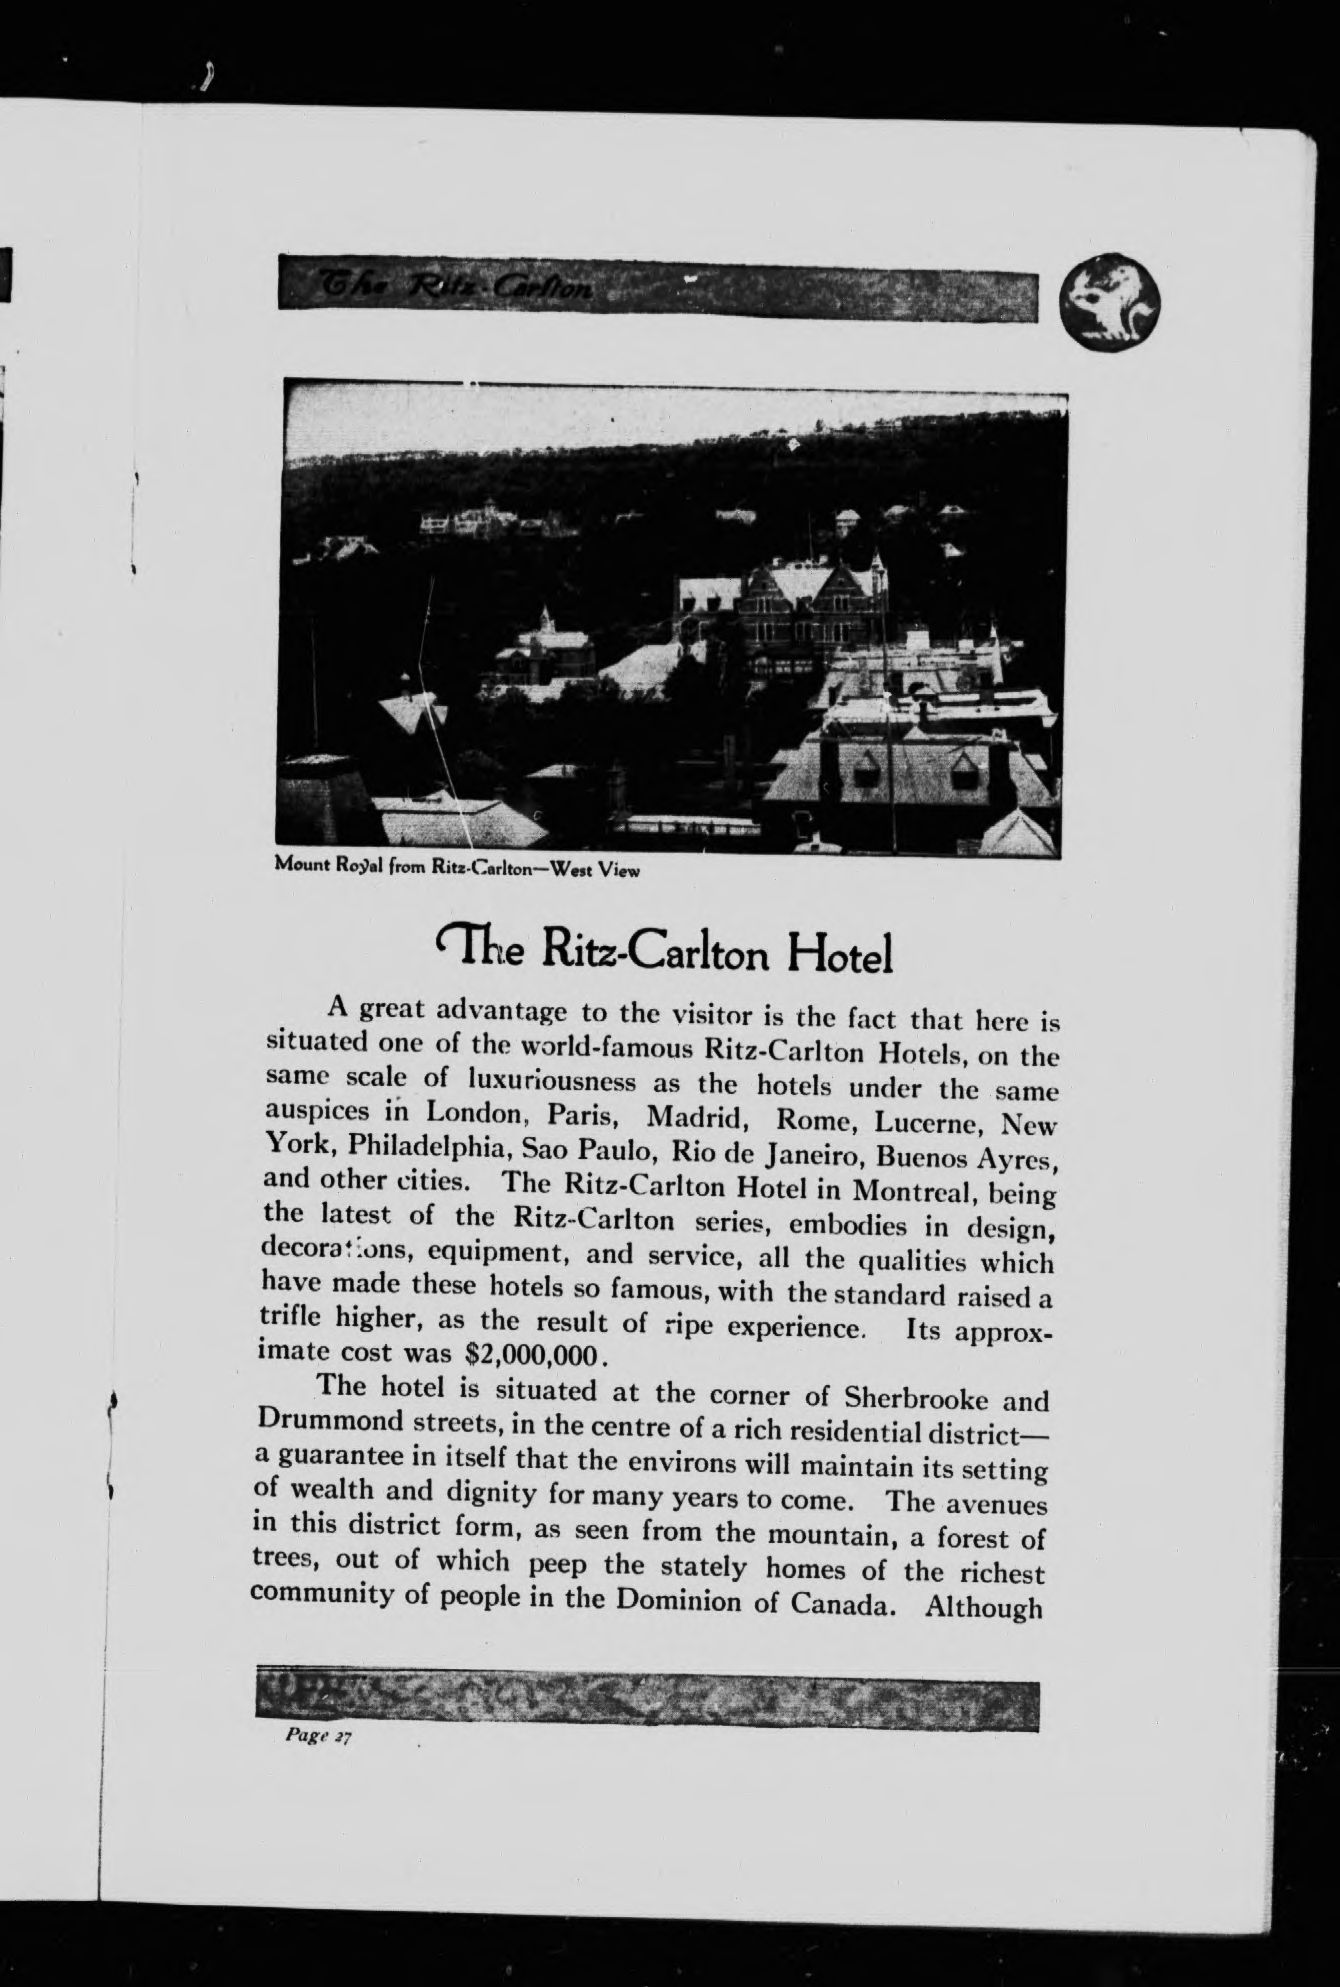 The Ritz-Carlton
Mount Royal from Ritz-Carlton—West View
The Ritz-Carlton Hotel
A great advantage to the visitor is the fact that here is
situated one of the world-famous Ritz-Carlton Hotels, on the
same scale of luxuriousness as the hotels under the same
auspices in London, Paris, Madrid, Rome, Lucerne, New
York, Philadelphia, Sao Paulo, Rio de Janeiro, Buenos Ayres,
and other cities. The Ritz-Carlton Hotel in Montreal, being
the latest of the Ritz-Carlton series, embodies in design,
decorations, equipment, and service, all the qualities which
have made these hotels so famous, with the standard raised a
trifle higher, as the result of ripe experience. Its approx-
imate cost was $2,000,000.
The hotel is situated at the corner of Sherbrooke and
Drummond streets, in the centre of a rich residential district—
a guarantee in itself that the environs will maintain its setting
of wealth and dignity for many years to come. The avenues
in this district form, as seen from the mountain, a forest of
trees, out of which peep the stately homes of the richest
community of people in the Dominion of Canada. Although
Page 27